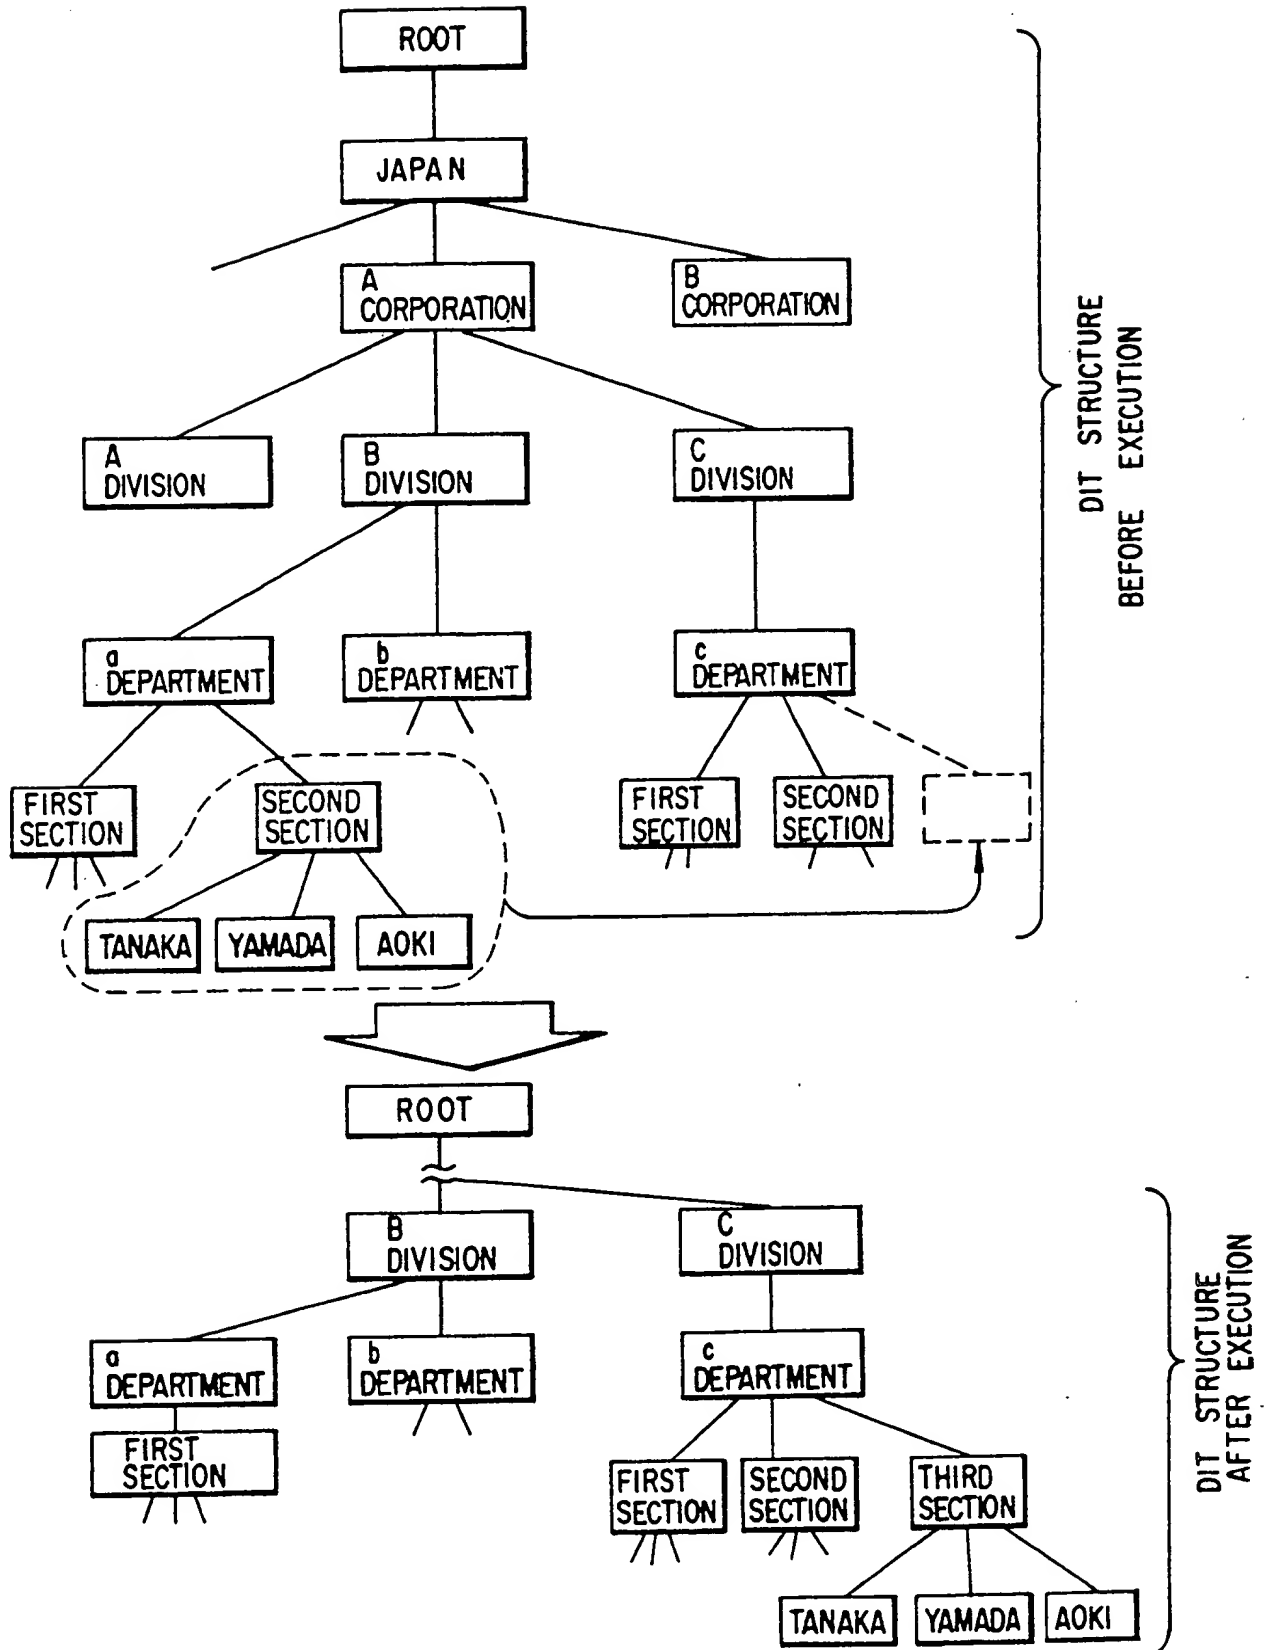 ROOT
JAPAN
A
CORPORATION
B
CORPORATION
A
DIVISION
B
DIVISION
C
DIVISION
a
DEPARTMENT
b
DEPARTMENT
c
DEPARTMENT
FIRST
SECTION
SECOND
SECTION
FIRST
SECTION
SECOND
SECTION
TANAKA
YAMADA
AOKI
DIT STRUCTURE
BEFORE EXECUTION
ROOT
B
DIVISION
C
DIVISION
a
DEPARTMENT
b
DEPARTMENT
c
DEPARTMENT
FIRST
SECTION
FIRST
SECTION
SECOND
SECTION
THIRD
SECTION
TANAKA
YAMADA
AOKI
DIT STRUCTURE
AFTER EXECUTION